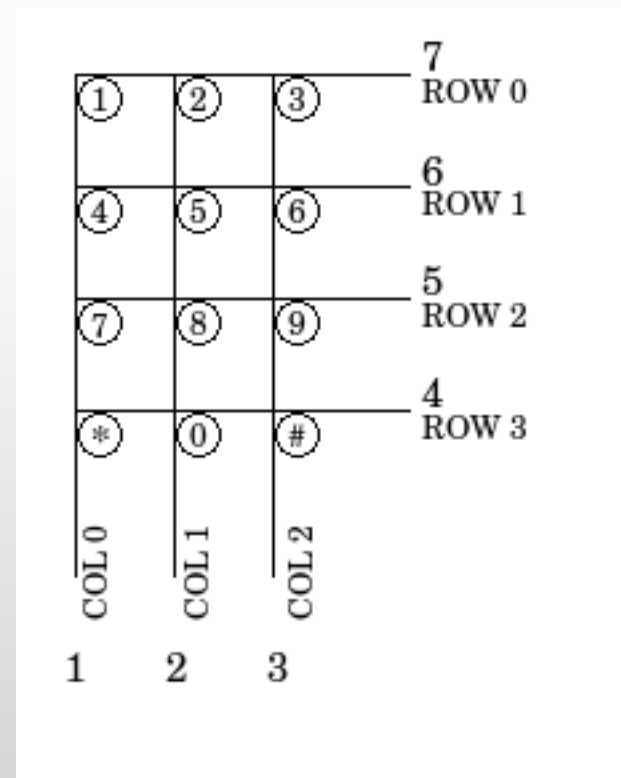 7
1 2 3 ROW 0
6
4 5 6 ROW 1
5
7 8 9 ROW 2
4
* 0 # ROW 3
COL 0 COL 1 COL 2
1 2 3